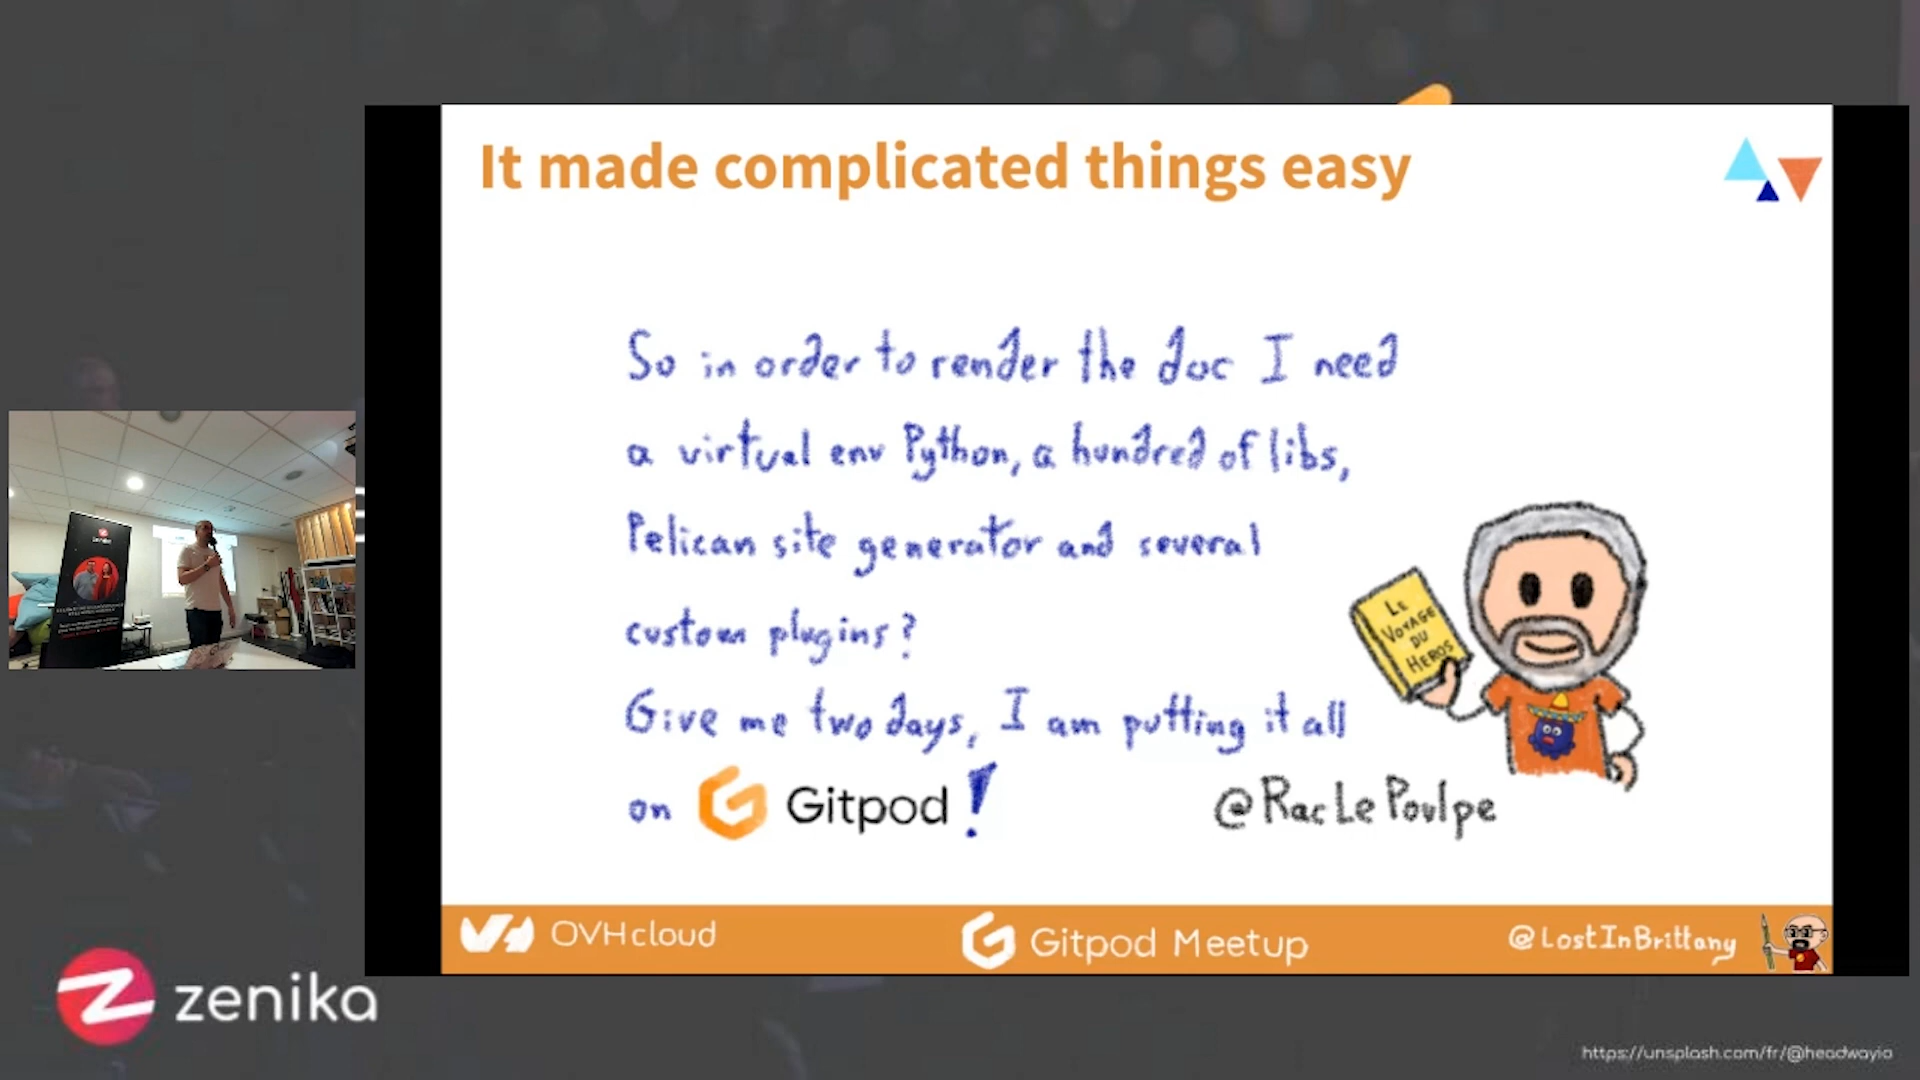 It made complicated things easy
So in order to render the doc I need
a virtual env Python, a hundred of libs,
Pelican site generator and several
custom plugins?
Give me two days, I am putting it all
on Gitpod!
LE
VOYAGE
DU
HEROS
@RacLePoulpe
OVHcloud
Gitpod Meetup
@LostInBrittany
zenika
https://unsplash.com/fr/@headwayio